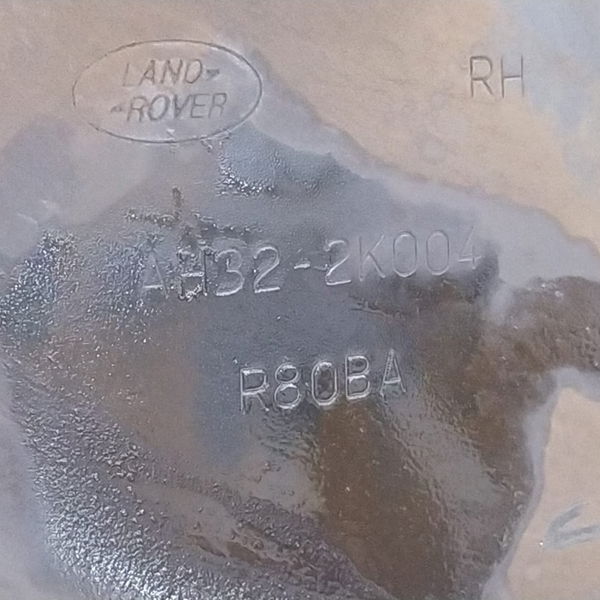 LAND-
-ROVER
RH
AH32-2K004
R80BA